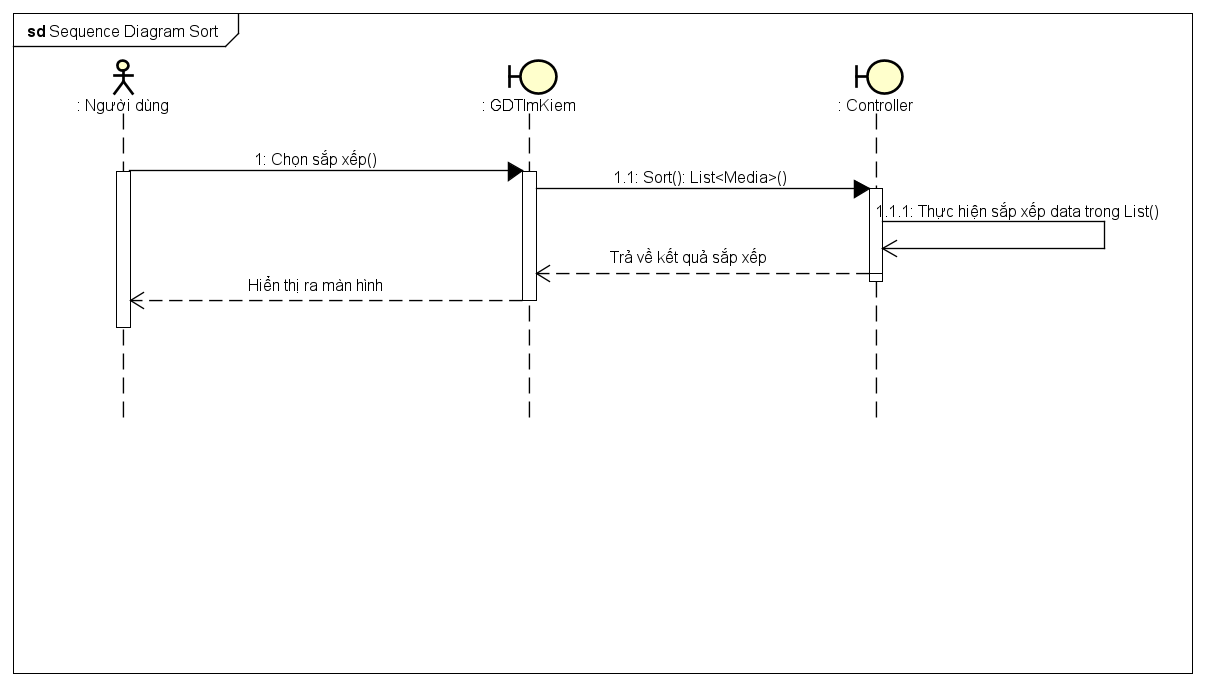 sd Sequence Diagram Sort
: Người dùng
: GDTImKiem
: Controller
1: Chọn sắp xếp()
1.1: Sort(): List<Media>()
1.1.1: Thực hiện sắp xếp data trong List()
Trả về kết quả sắp xếp
Hiển thị ra màn hình